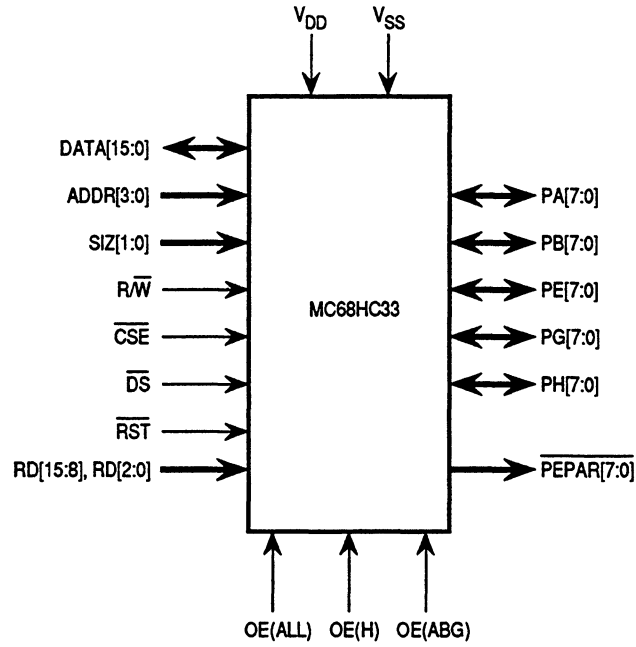 VDD VSS
DATA[15:0]
ADDR[3:0] PA[7:0]
SIZ[1:0] PB[7:0]
R/W̅ PE[7:0]
MC68HC33
C̅S̅E̅ PG[7:0]
D̅S̅ PH[7:0]
R̅S̅T̅
RD[15:8], RD[2:0] P̅E̅P̅A̅R̅[̅7̅:̅0̅]̅
OE(ALL) OE(H) OE(ABG)